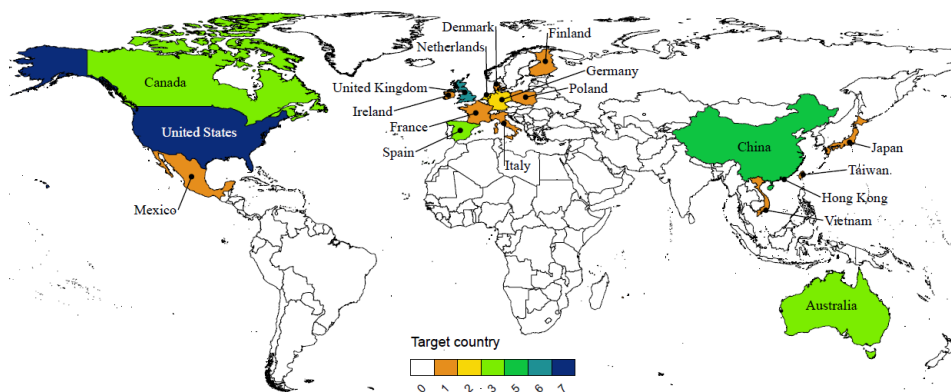 Denmark
Finland
Netherlands
Canada
United Kingdom
Germany
Poland
Ireland
United States
France
China
Japan
Spain
Italy
Taiwan.
Hong Kong
Mexico
Vietnam
Australia
Target country
0 1 2 3 5 6 7